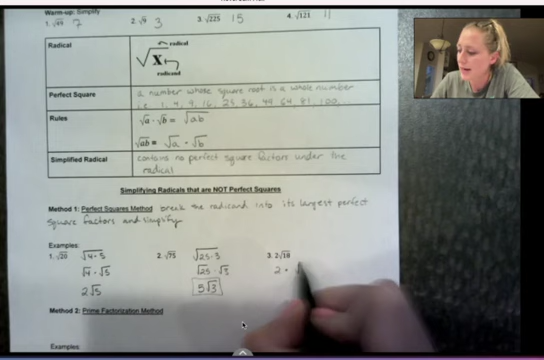 Warm-up: Simplify
1. √49 7 2. √9 3 3. √225 15 4. √121 11
Radical
radical
√x
radicand
Perfect Square
a number whose square root is a whole number
i.e. 1, 4, 9, 16, 25, 36, 49, 64, 81, 100...
Rules
√a · √b = √ab
√ab = √a · √b
Simplified Radical
contains no perfect square factors under the
radical
Simplifying Radicals that are NOT Perfect Squares
Method 1: Perfect Squares Method break the radicand into its largest perfect
square factors and simplify
Examples:
1. √20 √4·5 2. √75 √25·3 3. 2√18
√4 · √5 √25 · √3 2 ·
2√5 5√3
Method 2: Prime Factorization Method
Examples: